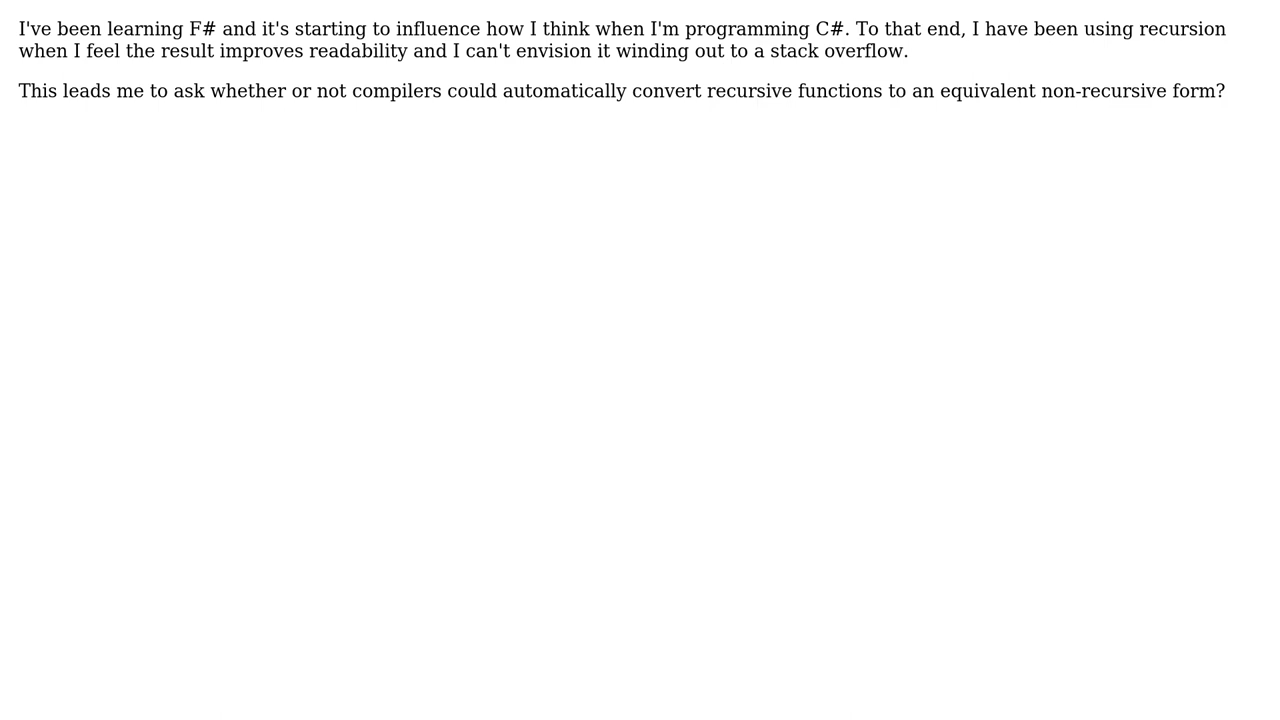 I've been learning F# and it's starting to influence how I think when I'm programming C#. To that end, I have been using recursion
when I feel the result improves readability and I can't envision it winding out to a stack overflow.
This leads me to ask whether or not compilers could automatically convert recursive functions to an equivalent non-recursive form?